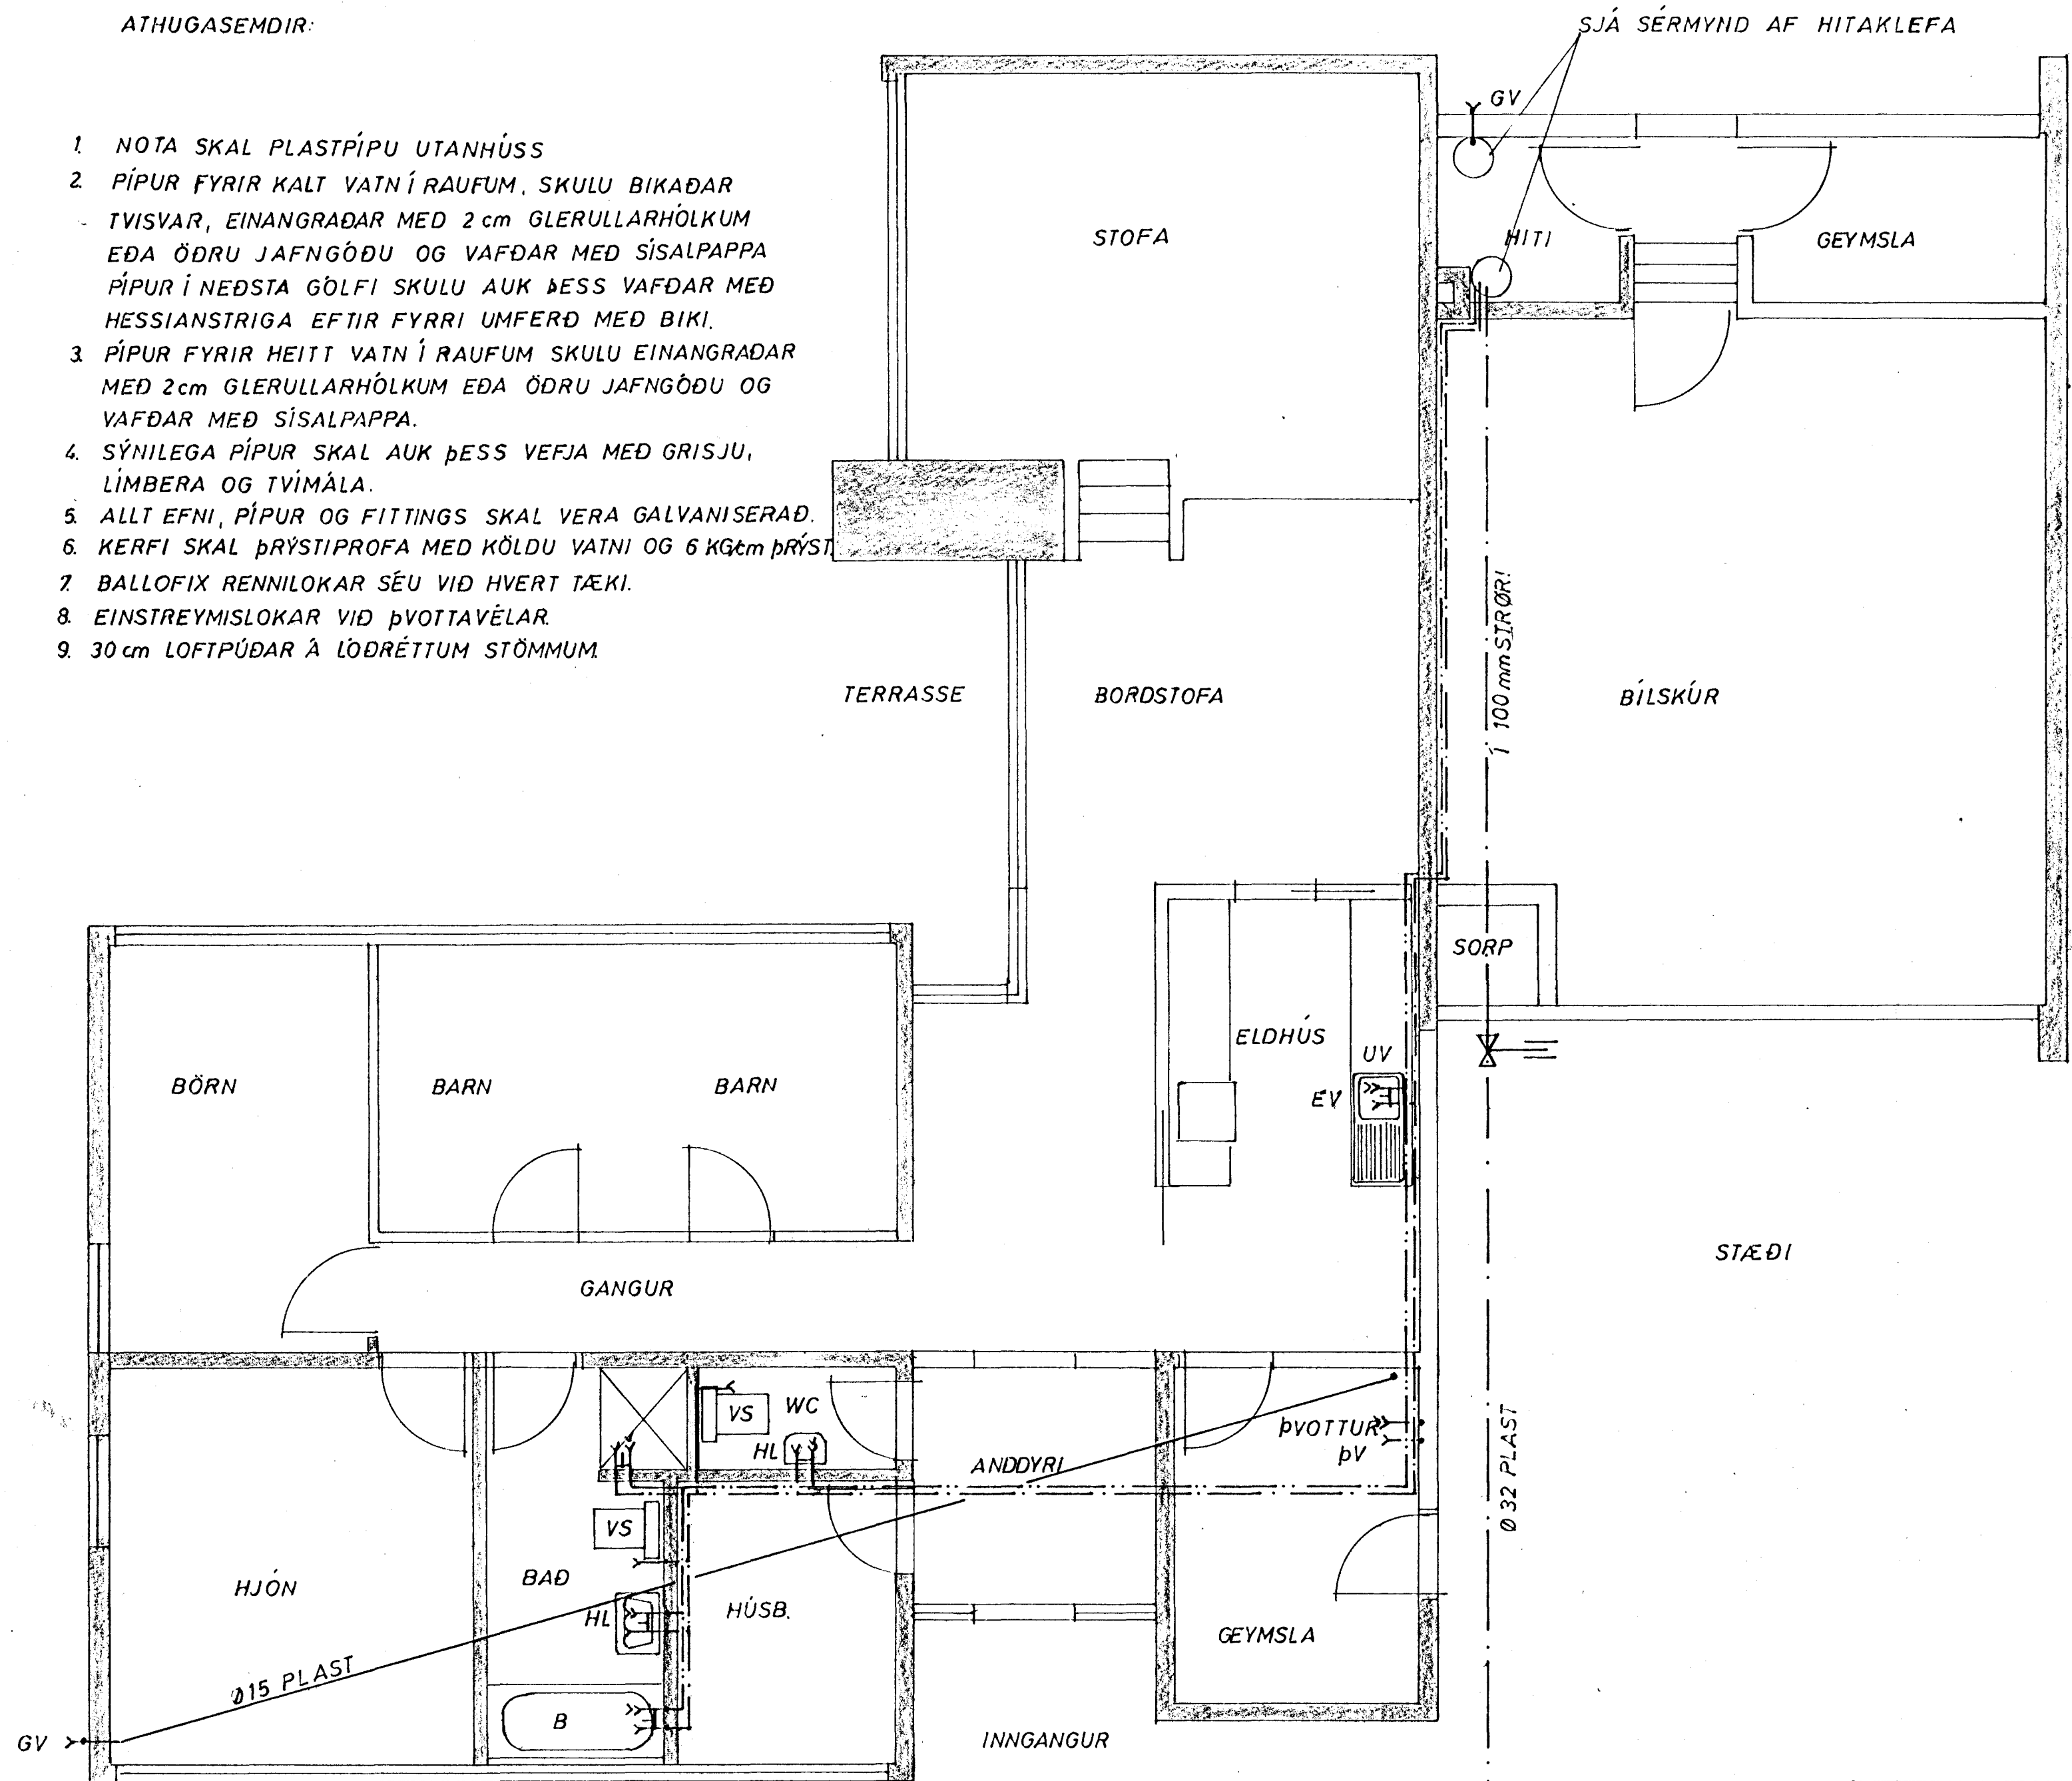 ATHUGASEMDIR:
SJÁ SÉRMYND AF HITAKLEFA
1. NOTA SKAL PLASTPÍPU UTANHÚSS
2. PÍPUR FYRIR KALT VATN Í RAUFUM, SKULU BIKAÐAR
TVISVAR, EINANGRAÐAR MED 2 cm GLERULLARHÓLKUM
EÐA ÖÐRU JAFNGÓÐU OG VAFÐAR MEÐ SÍSALPAPPA
PÍPUR Í NEÐSTA GÓLFI SKULU AUK ÞESS VAFÐAR MEÐ
HESSIANSTRIGA EFTIR FYRRI UMFERÐ MEÐ BIKI.
3. PÍPUR FYRIR HEITT VATN Í RAUFUM SKULU EINANGRAÐAR
MEÐ 2cm GLERULLARHÓLKUM EÐA ÖÐRU JAFNGÓÐU OG
VAFÐAR MEÐ SÍSALPAPPA.
4. SÝNILEGA PÍPUR SKAL AUK ÞESS VEFJA MEÐ GRISJU,
LÍMBERA OG TVÍMÁLA.
5. ALLT EFNI, PÍPUR OG FITTINGS SKAL VERA GALVANISERAÐ.
6. KERFI SKAL ÞRÝSTIPROFA MEÐ KÖLDU VATNI OG 6 KG/cm ÞRÝST
7. BALLOFIX RENNILOKAR SÉU VIÐ HVERT TÆKI.
8. EINSTREYMISLOKAR VIÐ ÞVOTTAVÉLAR.
9. 30 cm LOFTPÚÐAR Á LÓÐRÉTTUM STÖMMUM.
GV
STOFA
HITI
GEYMSLA
Í 100 mm STRØR!
TERRASSE
BORÐSTOFA
BÍLSKÚR
SORP
ELDHÚS
UV
EV
BÖRN
BARN
BARN
STÆÐI
GANGUR
VS
WC
HL
ÞVOTTUR
ÞV
ANDDYRI
Ø 32 PLAST
VS
BAÐ
HJÓN
HL
HÚSB.
GEYMSLA
Ø15 PLAST
B
GV
INNGANGUR